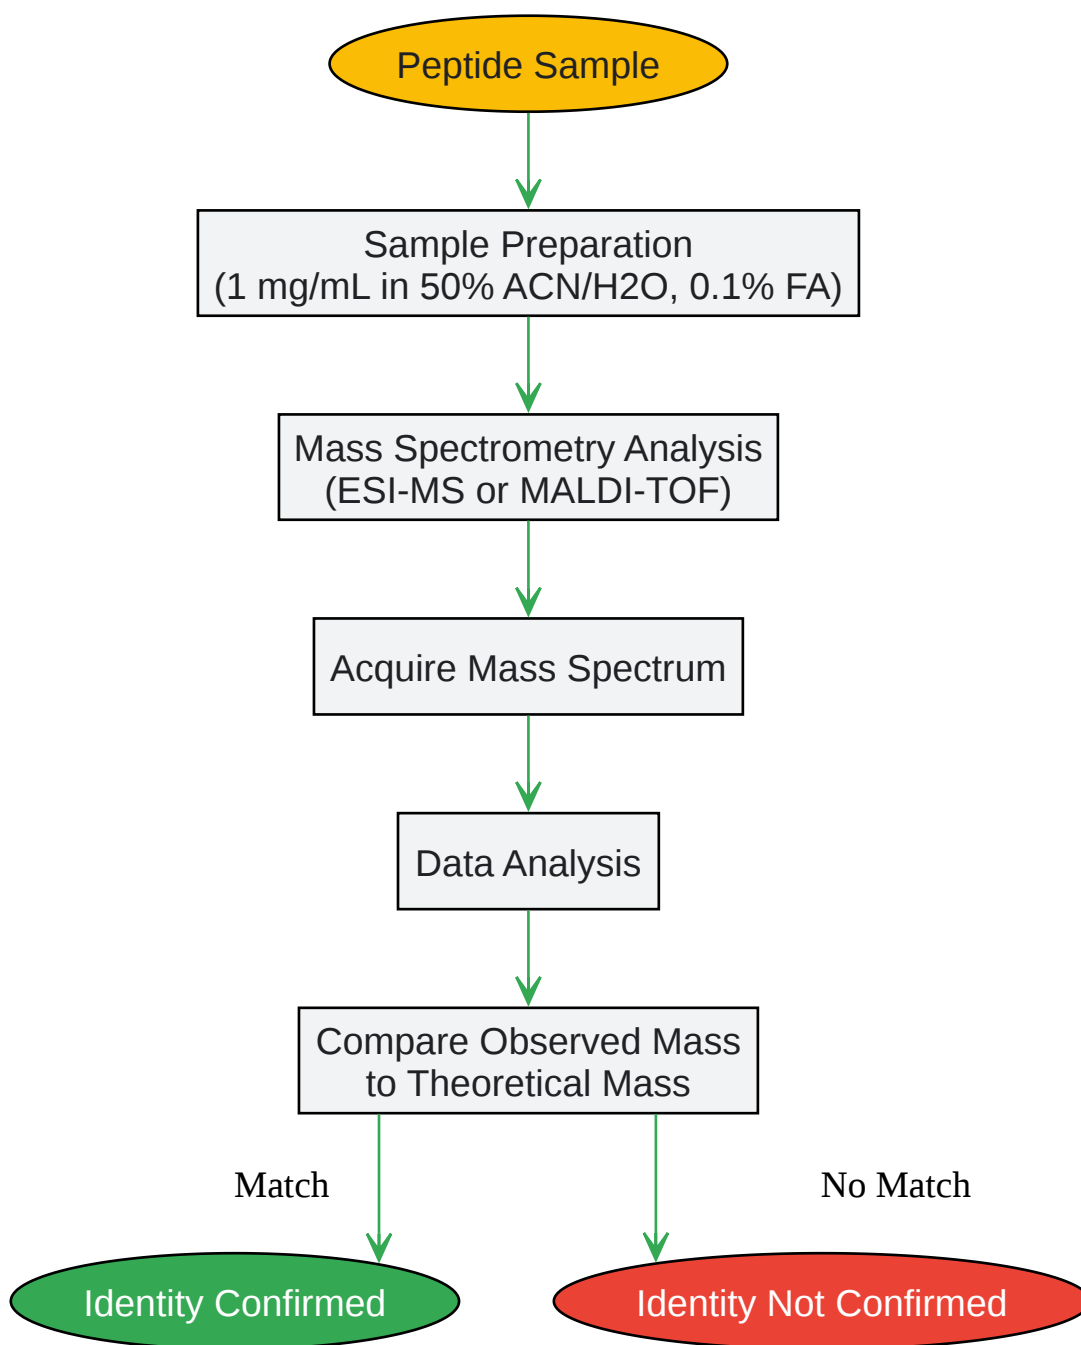 Peptide Sample
Sample Preparation
(1 mg/mL in 50% ACN/H2O, 0.1% FA)
Mass Spectrometry Analysis
(ESI-MS or MALDI-TOF)
Acquire Mass Spectrum
Data Analysis
Compare Observed Mass
to Theoretical Mass
Match
No Match
Identity Confirmed
Identity Not Confirmed